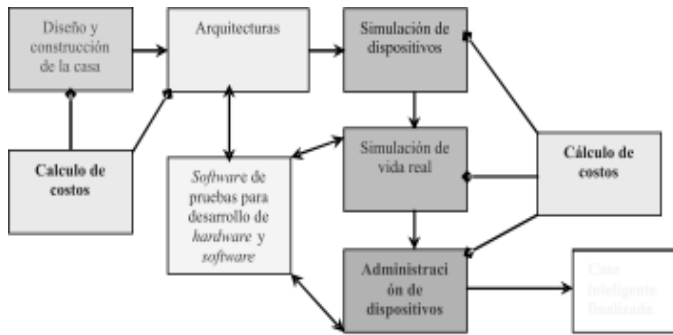 Diseño y
construcción
de la casa
Arquitecturas
Simulación de
dispositivos
Calculo de
costos
Software de
pruebas para
desarrollo de
hardware y
software
Simulación de
vida real
Cálculo de
costos
Administraci
ón de
dispositivos
Casa
inteligente
finalizada